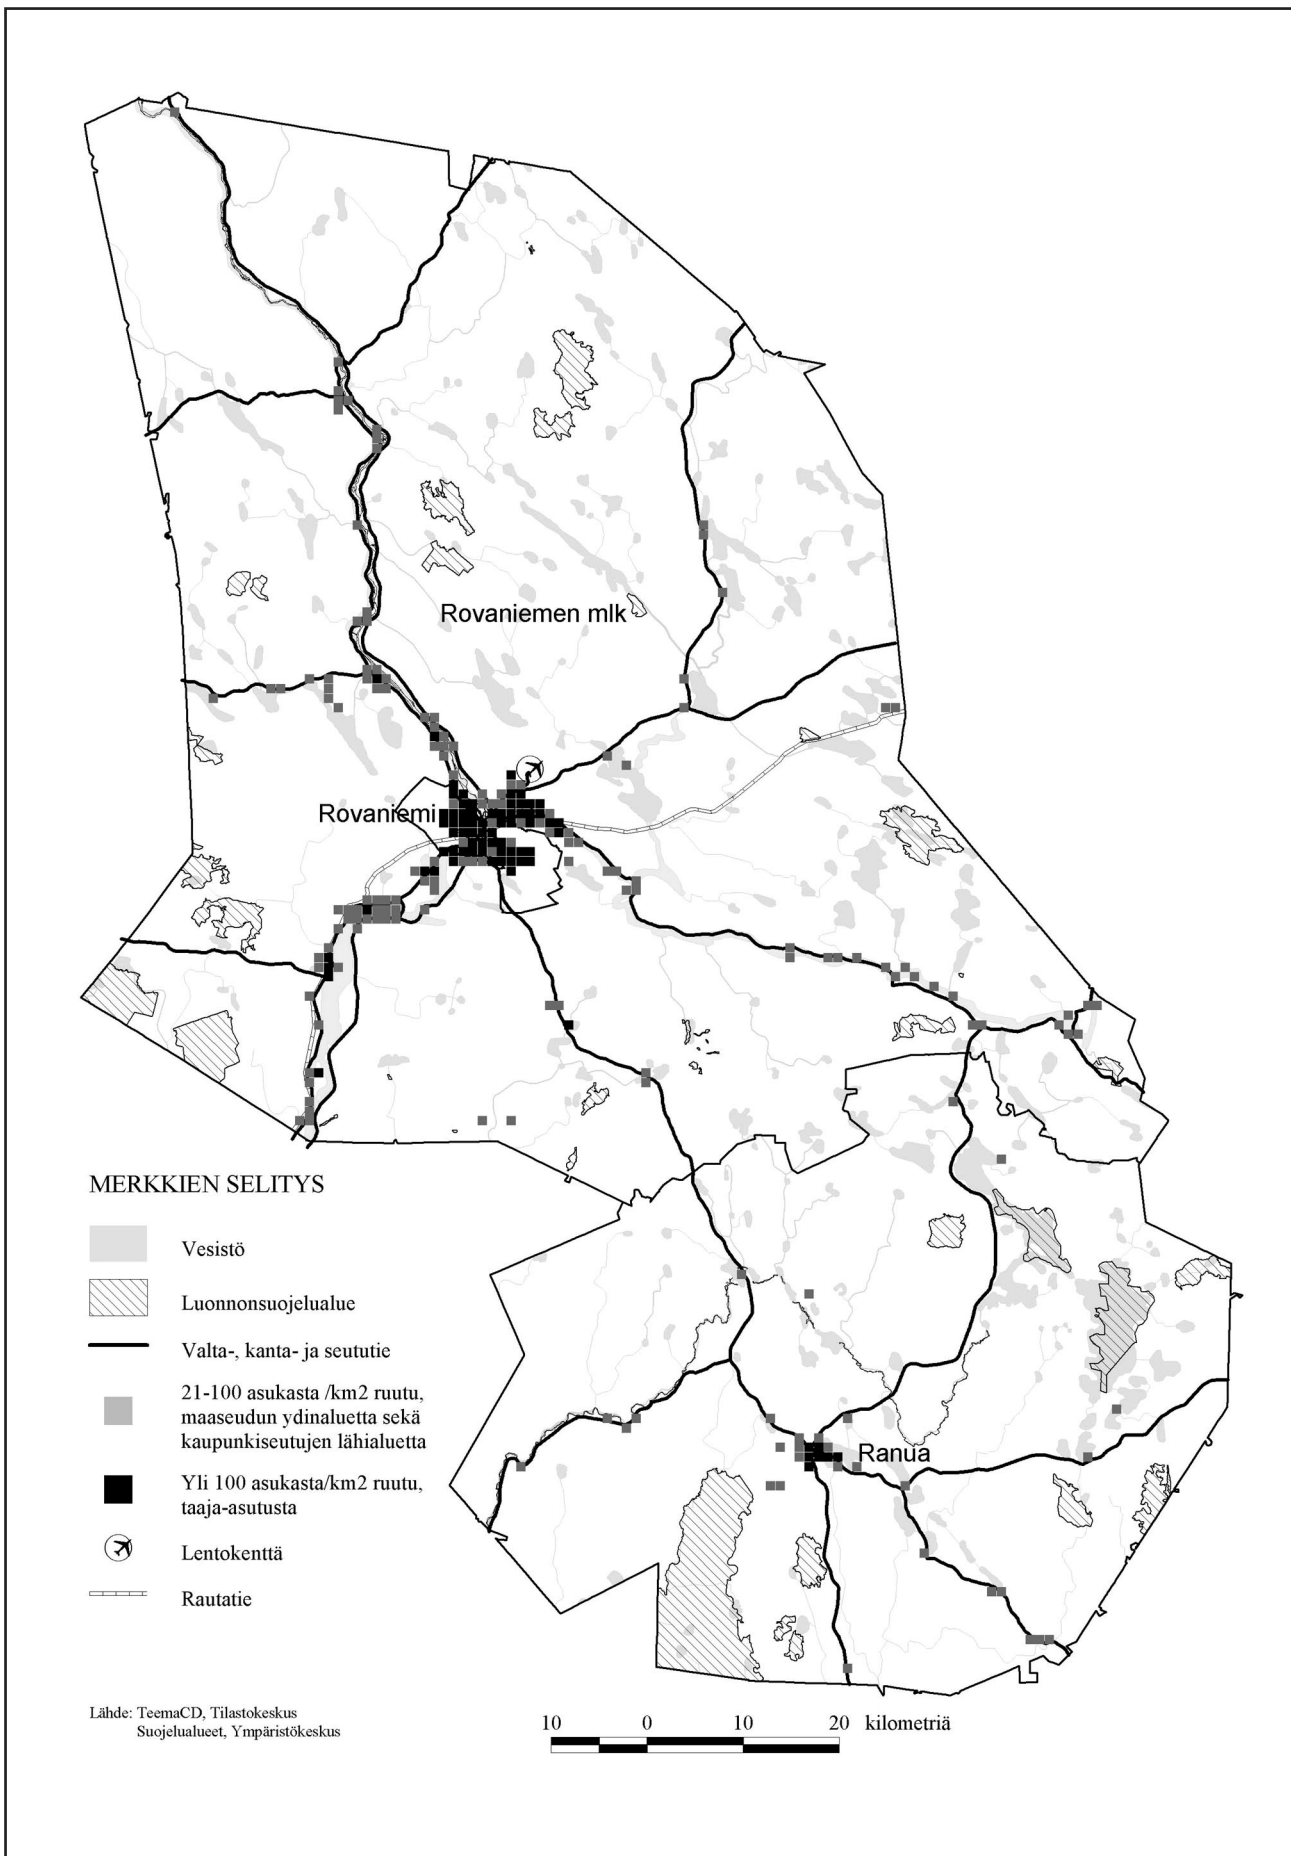 Rovaniemen mlk
Rovaniemi
Ranua
MERKKIEN SELITYS
Vesistö
Luonnonsuojelualue
Valta-, kanta- ja seututie
21-100 asukasta /km2 ruutu,
maaseudun ydinaluetta sekä
kaupunkiseutujen lähialuetta
Yli 100 asukasta/km2 ruutu,
taaja-asutusta
Lentokenttä
Rautatie
Lähde: TeemaCD, Tilastokeskus
Suojelualueet, Ympäristökeskus
10 0 10 20 kilometriä